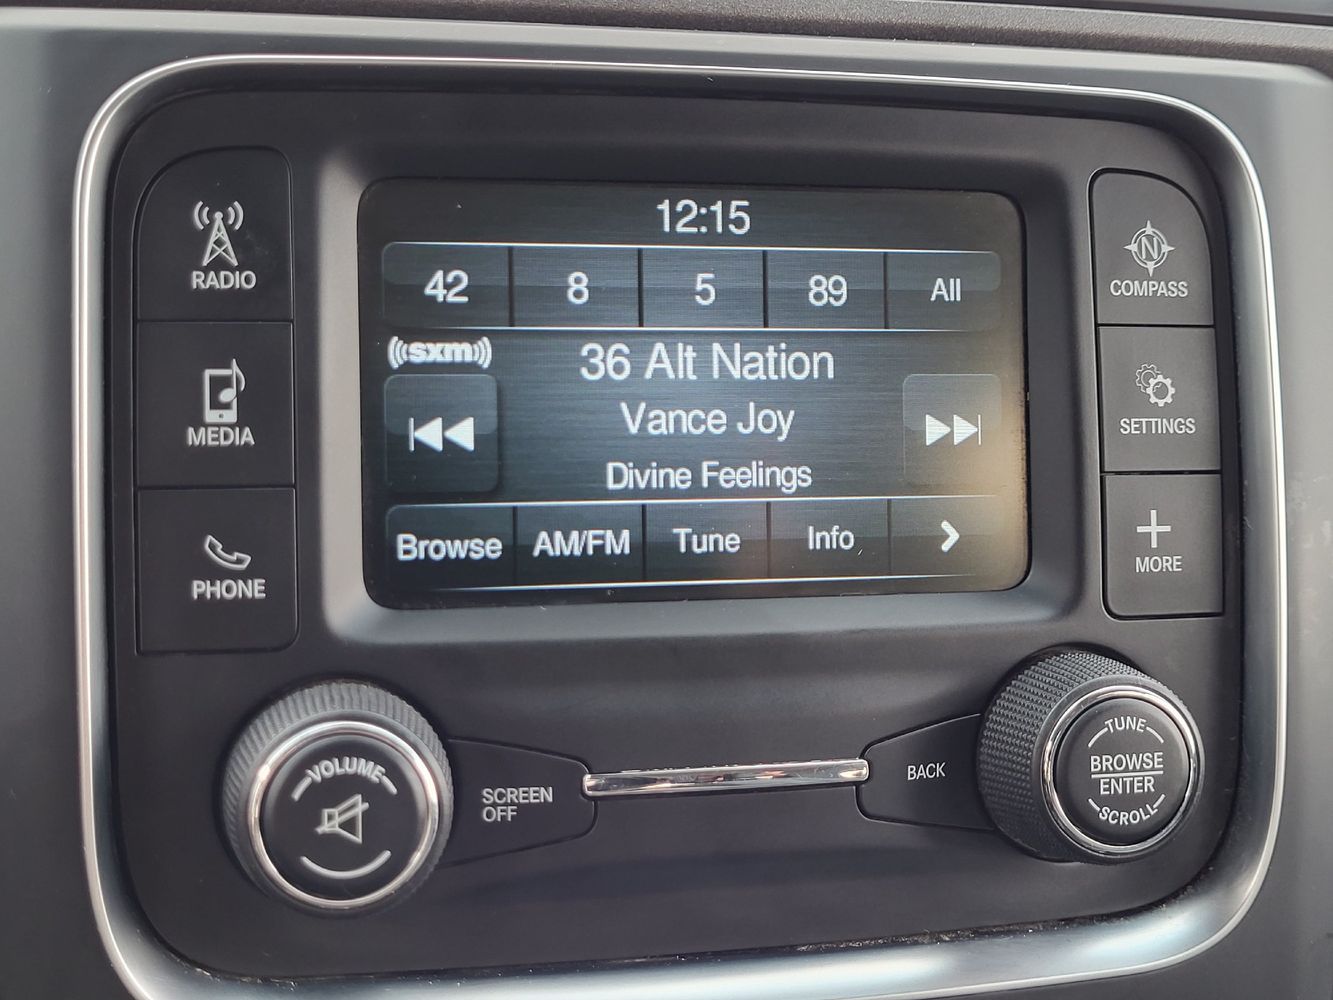 12:15
42 8 5 89 All
((sxm))
36 Alt Nation
Vance Joy
Divine Feelings
Browse AM/FM Tune Info
RADIO
MEDIA
PHONE
N
COMPASS
SETTINGS
MORE
VOLUME
SCREEN
OFF
BACK
TUNE
BROWSE
ENTER
SCROLL